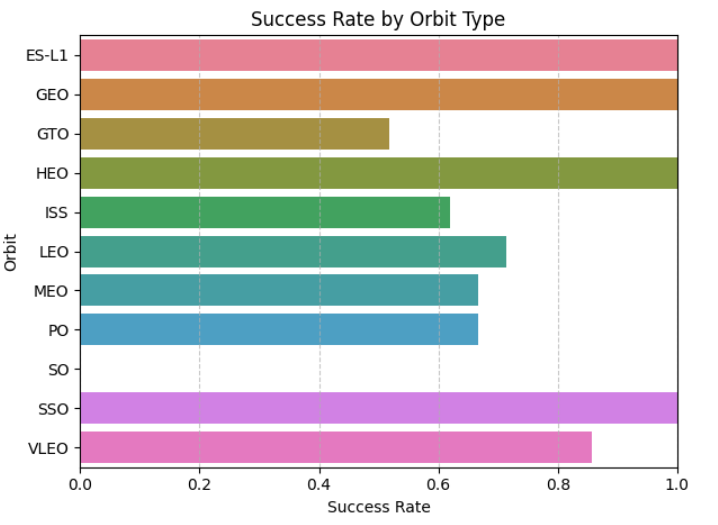 Success Rate by Orbit Type
Orbit
ES-L1
GEO
GTO
HEO
ISS
LEO
MEO
PO
SO
SSO
VLEO
0.0 0.2 0.4 0.6 0.8 1.0
Success Rate